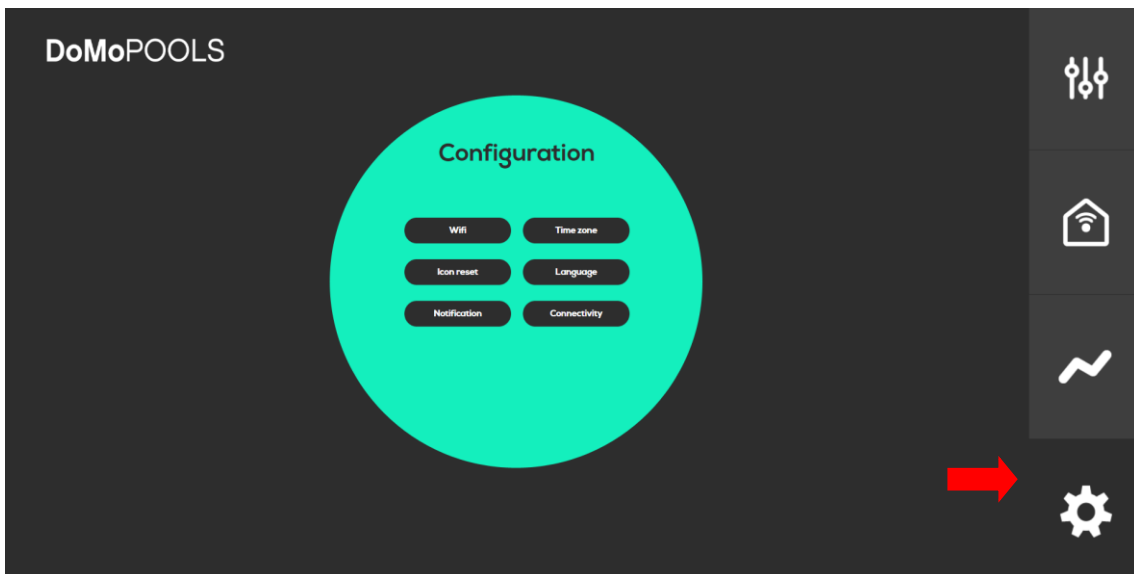 DoMoPOOLS
Configuration
Wifi
Time zone
Icon reset
Language
Notification
Connectivity